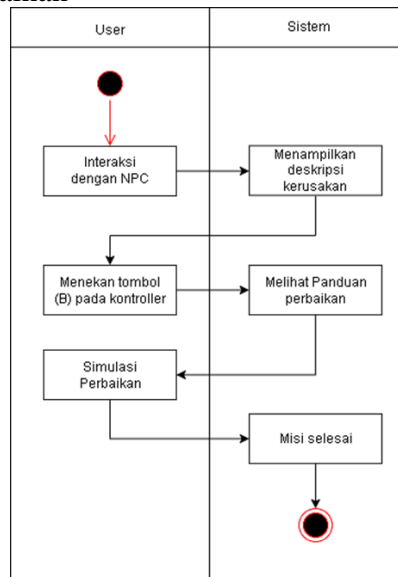 User
Sistem
Interaksi
dengan NPC
Menampilkan
deskripsi
kerusakan
Menekan tombol
(B) pada kontroller
Melihat Panduan
perbaikan
Simulasi
Perbaikan
Misi selesai